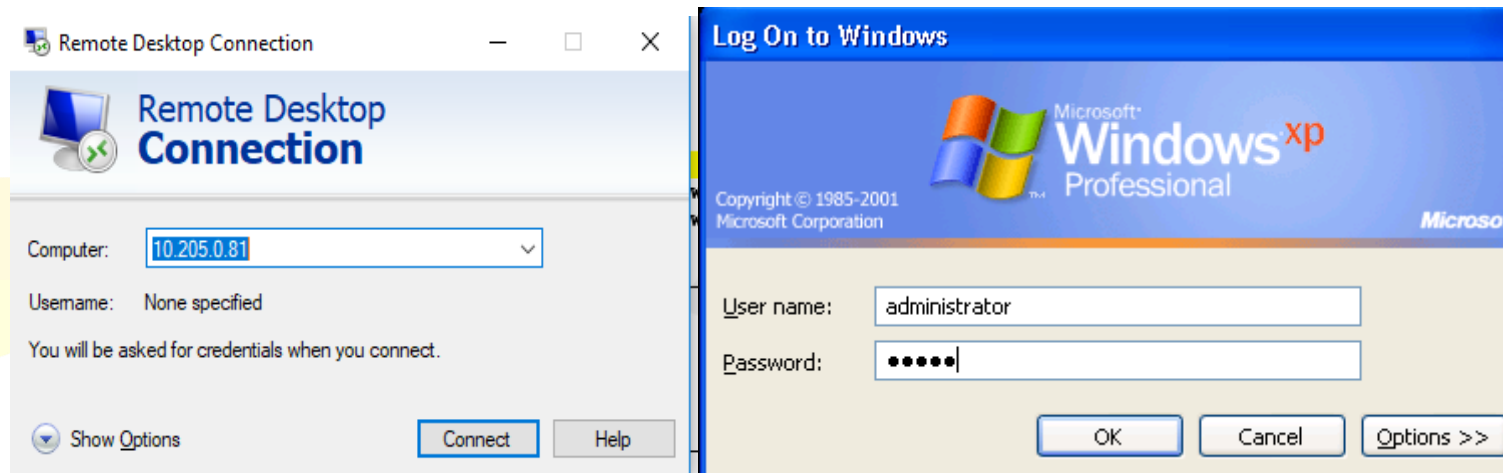 Remote Desktop Connection
Remote Desktop
Connection
Computer: 10.205.0.81
Username: None specified
You will be asked for credentials when you connect.
Show Options Connect Help
Log On to Windows
Microsoft
Windows xp
Professional
Copyright © 1985-2001
Microsoft Corporation
Microso
User name: administrator
Password: ●●●●●
OK Cancel Options >>